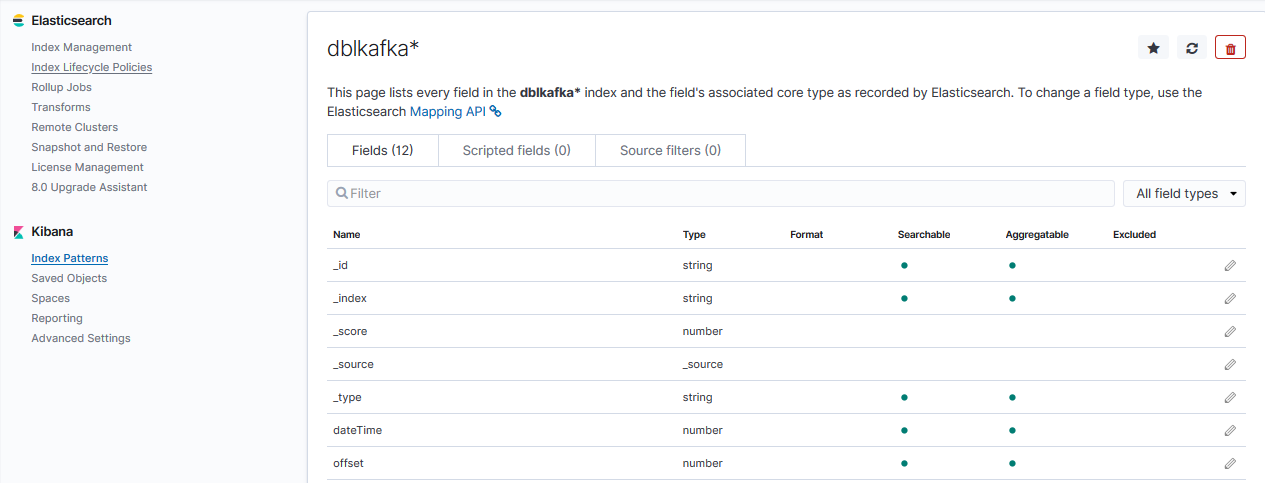 Elasticsearch
Index Management
Index Lifecycle Policies
Rollup Jobs
Transforms
Remote Clusters
Snapshot and Restore
License Management
8.0 Upgrade Assistant
Kibana
Index Patterns
Saved Objects
Spaces
Reporting
Advanced Settings
dblkafka*
This page lists every field in the dblkafka* index and the field's associated core type as recorded by Elasticsearch. To change a field type, use the
Elasticsearch Mapping API
Fields (12) Scripted fields (0) Source filters (0)
Filter All field types
Name Type Format Searchable Aggregatable Excluded
_id string
_index string
_score number
_source _source
_type string
dateTime number
offset number